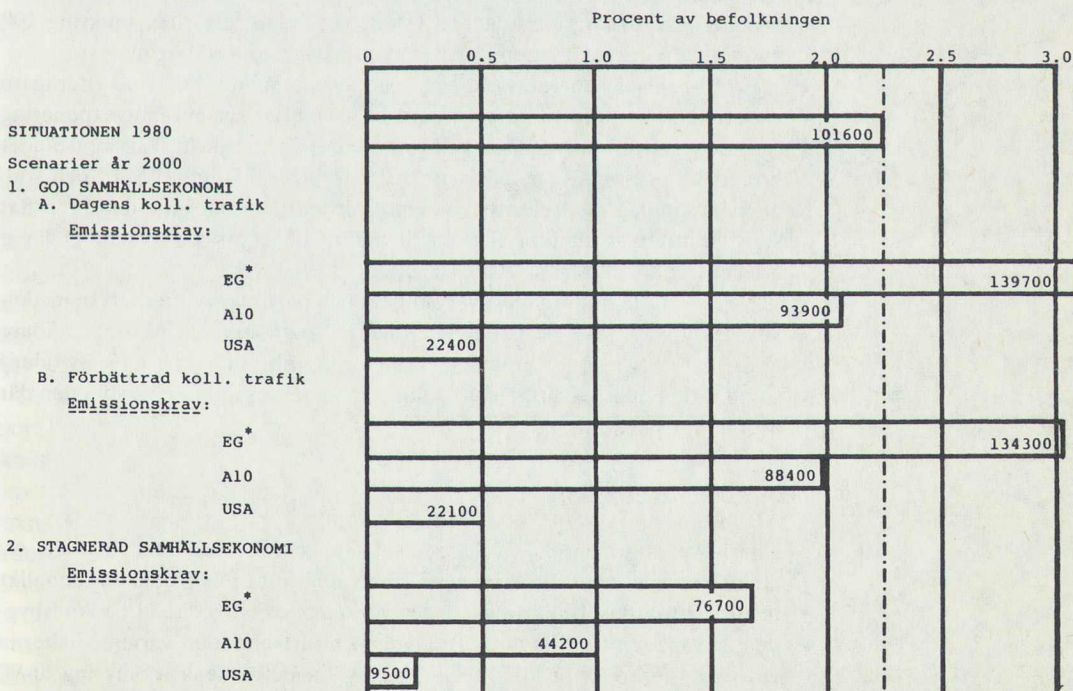 Procent av befolkningen
0 0.5 1.0 1.5 2.0 2.5 3.0
SITUATIONEN 1980 101600
Scenarier år 2000
1. GOD SAMHÄLLSEKONOMI
A. Dagens koll. trafik
Emissionskrav:
EG* 139700
A10 93900
USA 22400
B. Förbättrad koll. trafik
Emissionskrav:
EG* 134300
A10 88400
USA 22100
2. STAGNERAD SAMHÄLLSEKONOMI
Emissionskrav:
EG* 76700
A10 44200
USA 9500